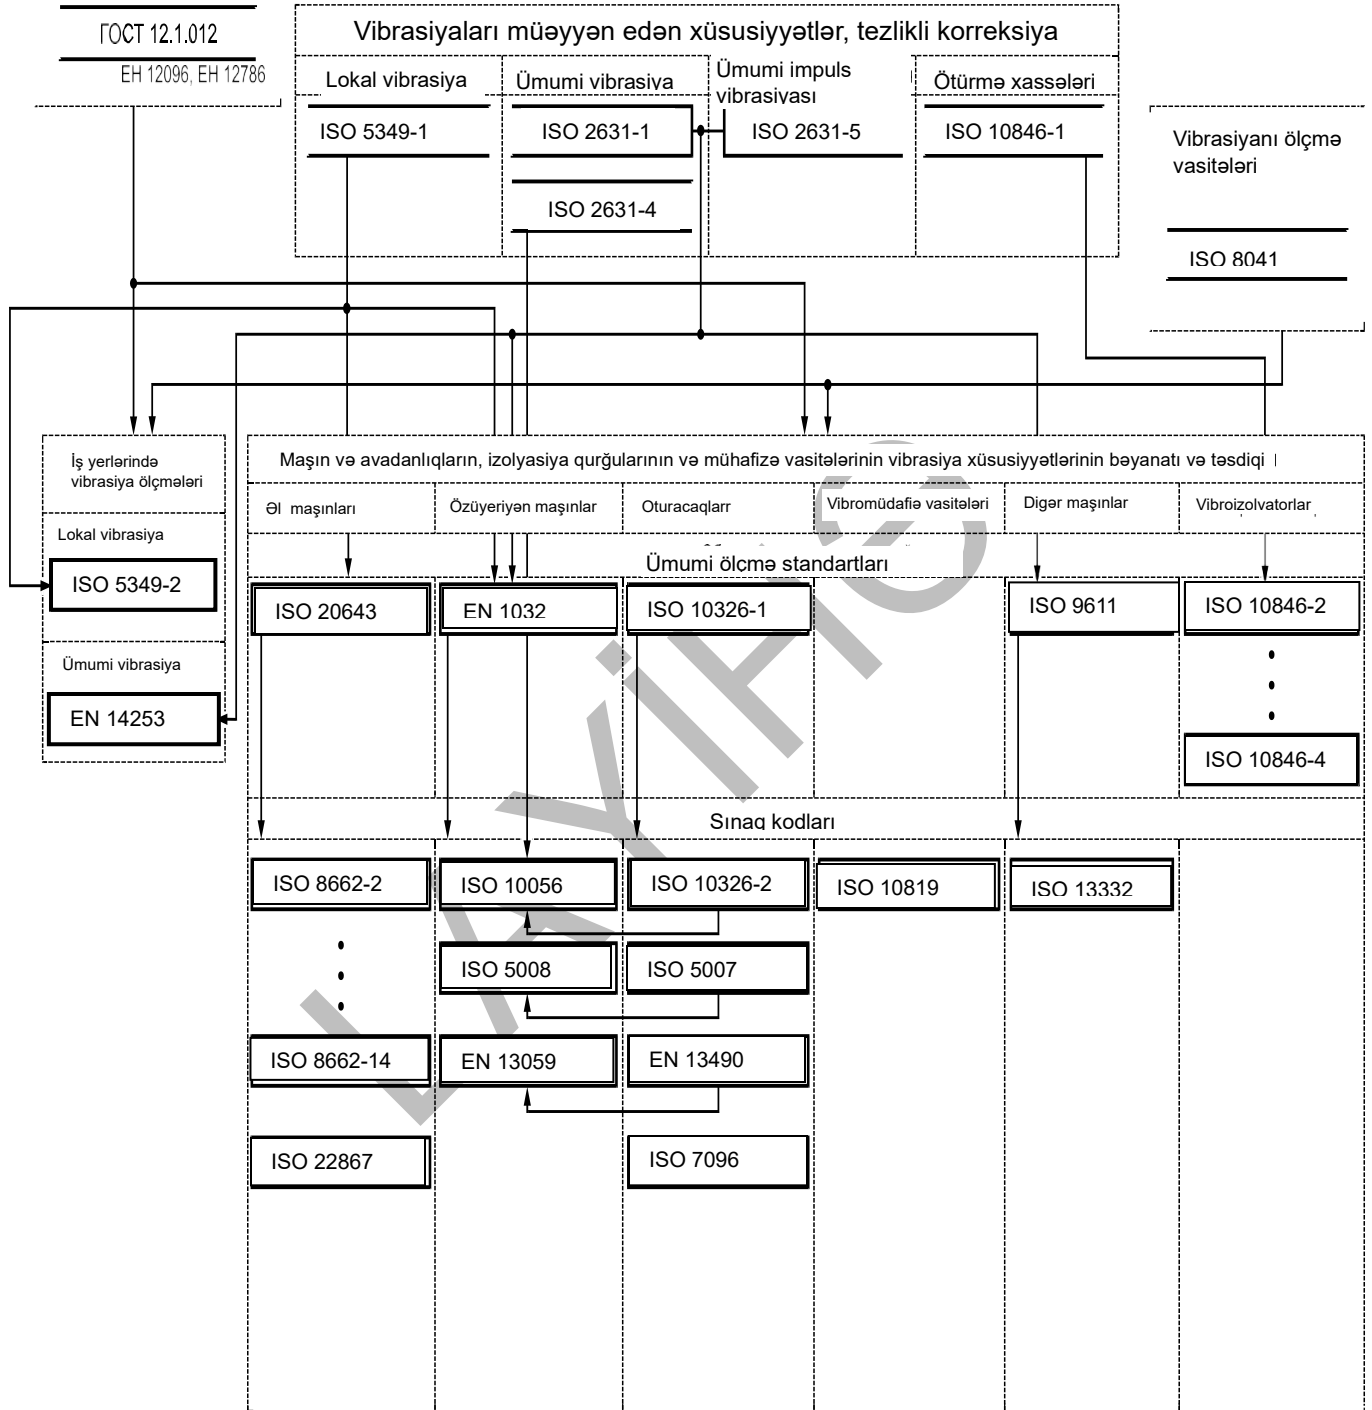 ГОСТ 12.1.012
ЕН 12096, ЕН 12786
Vibrasiyaları müəyyən edən xüsusiyyətlər, tezlikli korreksiya
Lokal vibrasiya
Ümumi vibrasiya
Ümumi impuls
vibrasiyası
Ötürmə xassələri
ISO 5349-1
ISO 2631-1
ISO 2631-5
ISO 10846-1
ISO 2631-4
Vibrasiyanı ölçmə
vasitələri
ISO 8041
İş yerlərində
vibrasiya ölçmələri
Lokal vibrasiya
ISO 5349-2
Ümumi vibrasiya
EN 14253
Maşın və avadanlıqların, izolyasiya qurğularının və mühafizə vasitələrinin vibrasiya xüsusiyyətlərinin bəyanatı və təsdiqi
Əl maşınları
Özüyeriyən maşınlar
Oturacaqlarr
Vibromüdafiə vasitələri
Digər maşınlar
Vibroizolvatorlar
Ümumi ölcmə standartları
ISO 20643
EN 1032
ISO 10326-1
ISO 9611
ISO 10846-2
ISO 10846-4
Sınaq kodları
ISO 8662-2
ISO 10056
ISO 10326-2
ISO 10819
ISO 13332
ISO 5008
ISO 5007
ISO 8662-14
EN 13059
EN 13490
ISO 22867
ISO 7096
LAYİHƏ